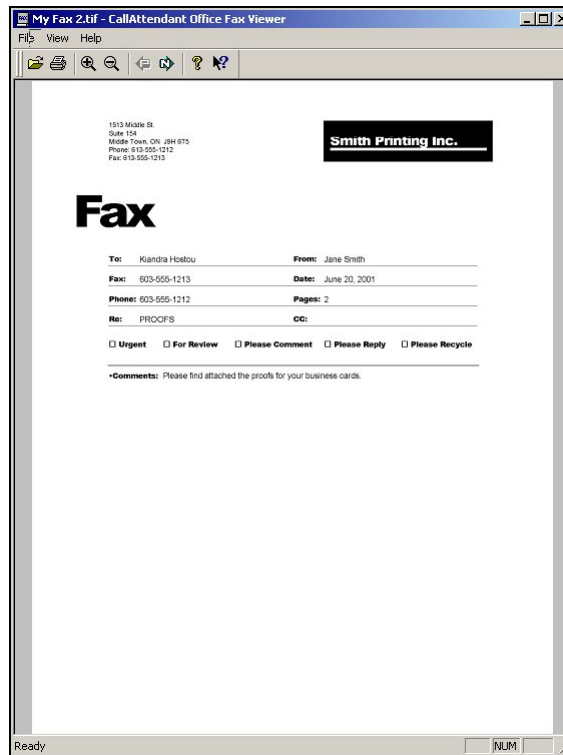 My Fax 2.tif - CallAttendant Office Fax Viewer
File View Help
1513 Middle St.
Suite 154
Middle Town, ON J9H 6T5
Phone: 613-555-1212
Fax: 613-555-1213
Smith Printing Inc.
Fax
To: Kiandra Hostou From: Jane Smith
Fax: 603-555-1213 Date: June 20, 2001
Phone: 603-555-1212 Pages: 2
Re: PROOFS CC:
☐ Urgent ☐ For Review ☐ Please Comment ☐ Please Reply ☐ Please Recycle
•Comments: Please find attached the proofs for your business cards.
Ready NUM